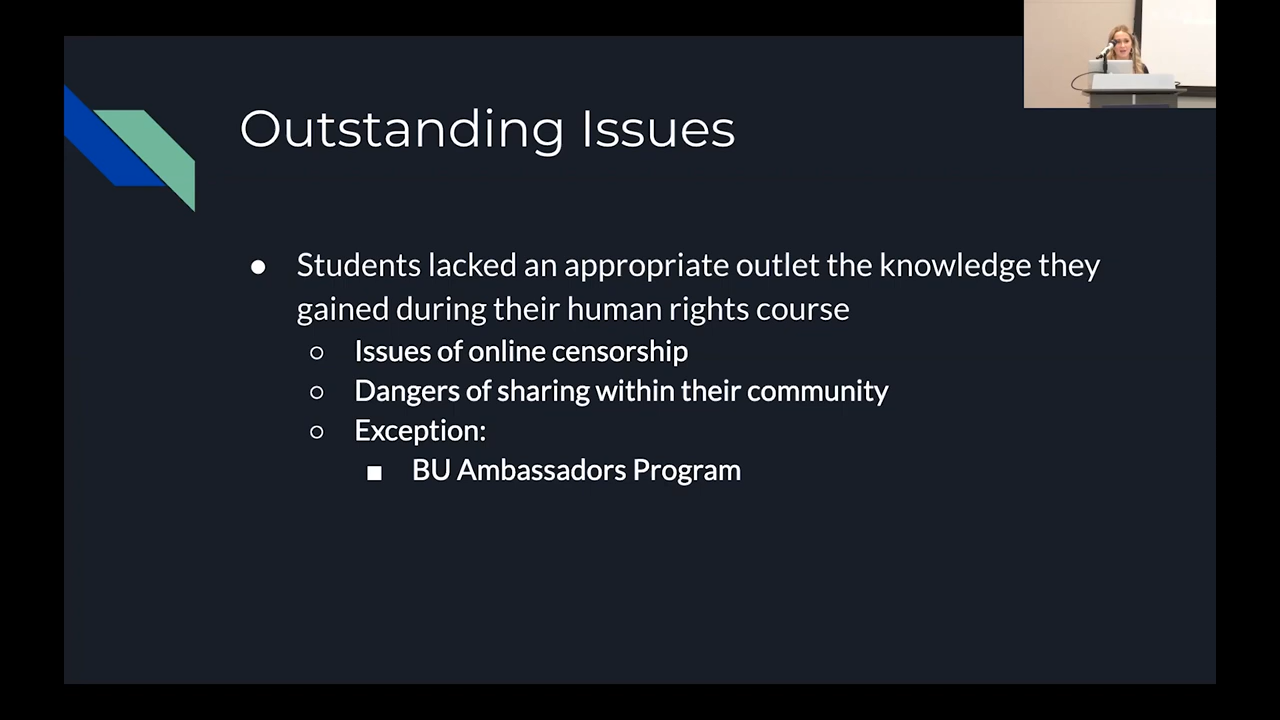 Outstanding Issues
● Students lacked an appropriate outlet the knowledge they
gained during their human rights course
○ Issues of online censorship
○ Dangers of sharing within their community
○ Exception:
■ BU Ambassadors Program